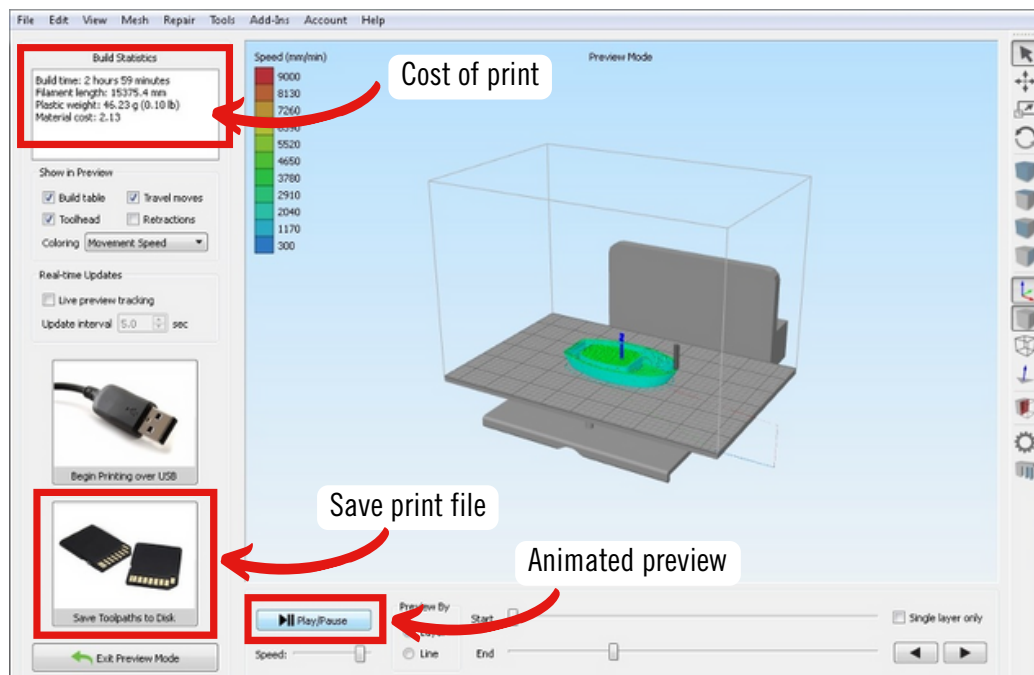 File Edit View Mesh Repair Tools Add-Ins Account Help
Build Statistics
Build time: 2 hours 59 minutes
Filament length: 15375.4 mm
Plastic weight: 46.23 g (0.10 lb)
Material cost: 2.13
Show in Preview
Build table Travel moves
Toolhead Retractions
Coloring Movement Speed
Real-time Updates
Live preview tracking
Update interval 5.0 sec
Begin Printing over USB
Save Toolpaths to Disk
Exit Preview Mode
Speed (mm/min)
9000
8130
7260
6390
5520
4650
3780
2910
2040
1170
300
Preview Mode
Cost of print
Z
Save print file
Animated preview
Play/Pause
Speed:
Preview By
Layer
Line
Start
End
Single layer only